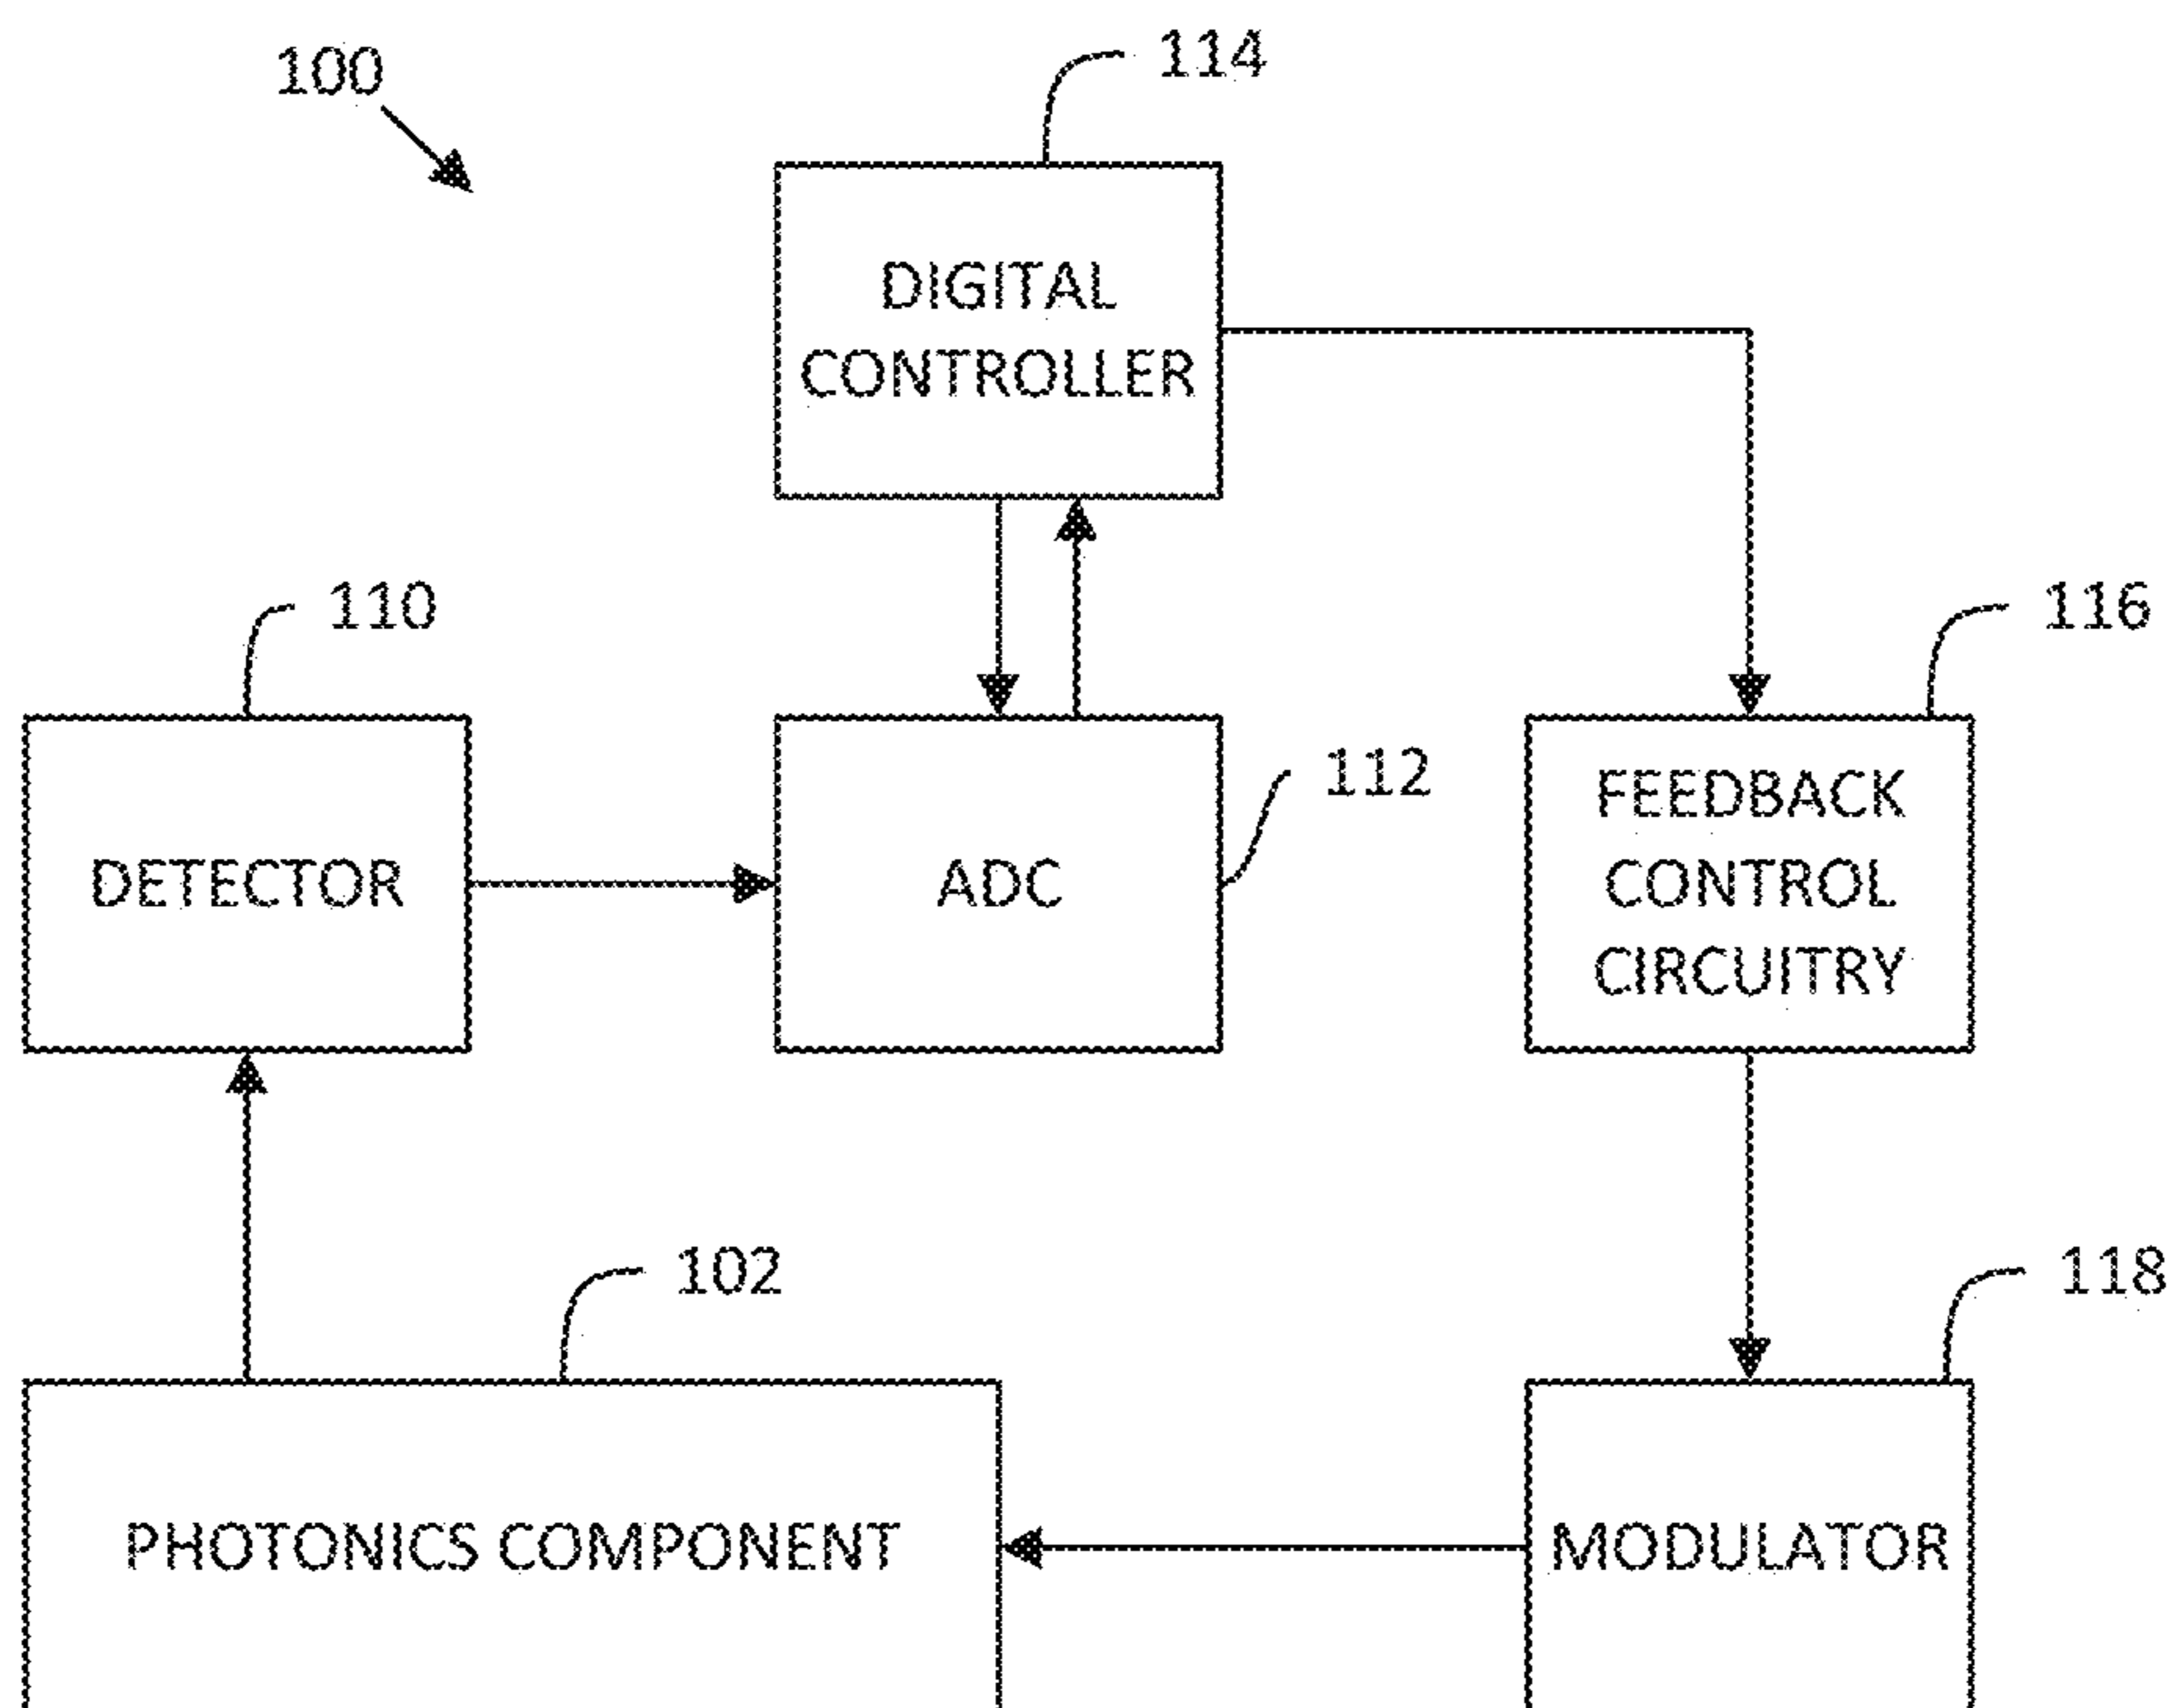 100
114
DIGITAL
CONTROLLER
110
116
112
DETECTOR
ADC
FEEDBACK
CONTROL
CIRCUITRY
102
118
PHOTONICS COMPONENT
MODULATOR